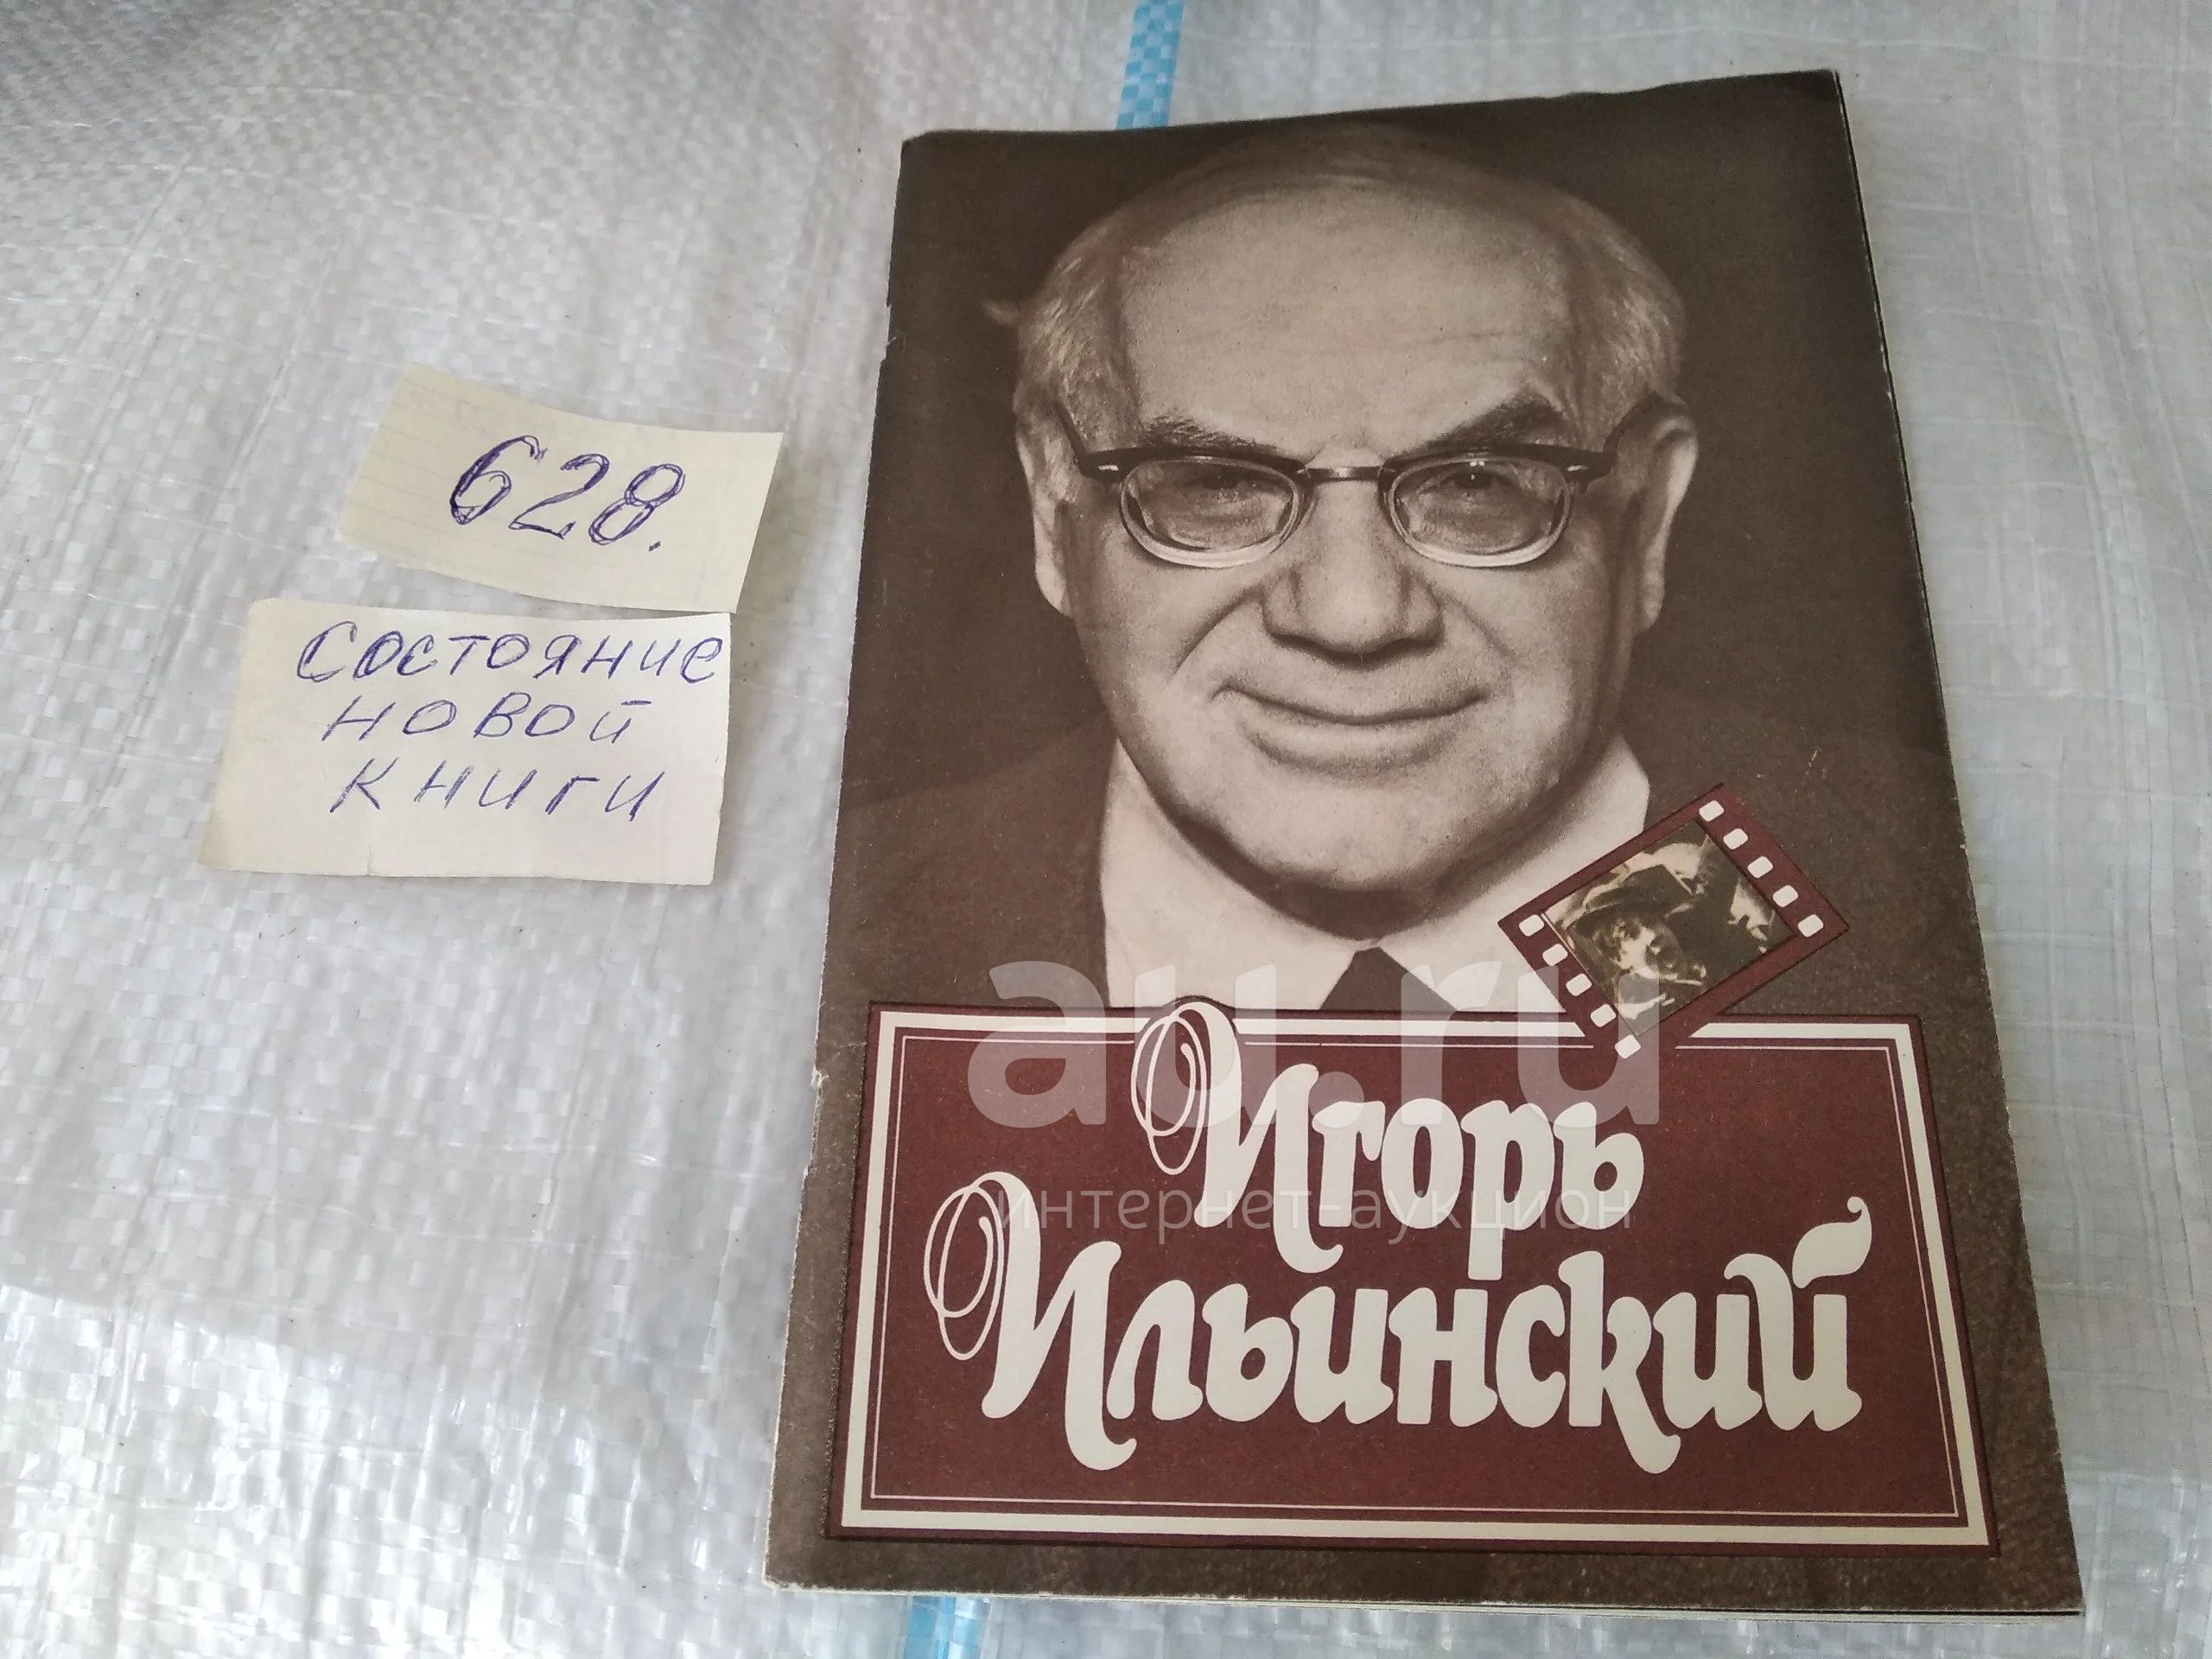 628.
состояние
новой
книги
au.ru
интернет-аукцион
Игорь
Ильинский